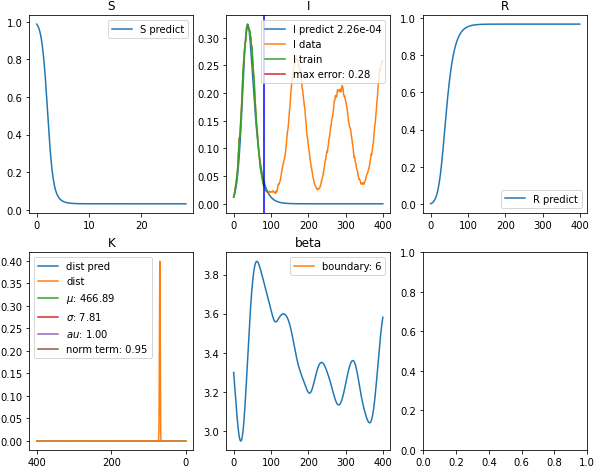 S
I
R
1.0
0.8
0.6
0.4
0.2
0.0
S predict
0 10 20
0.30
0.25
0.20
0.15
0.10
0.05
0.00
I predict 2.26e-04
I data
I train
max error: 0.28
0 100 200 300 400
1.0
0.8
0.6
0.4
0.2
0.0
R predict
0 100 200 300 400
K
beta
0.40
0.35
0.30
0.25
0.20
0.15
0.10
0.05
0.00
dist pred
dist
μ: 466.89
σ: 7.81
au: 1.00
norm term: 0.95
400 200 0
3.8
3.6
3.4
3.2
3.0
boundary: 6
0 100 200 300 400
1.0
0.8
0.6
0.4
0.2
0.0
0.0 0.2 0.4 0.6 0.8 1.0